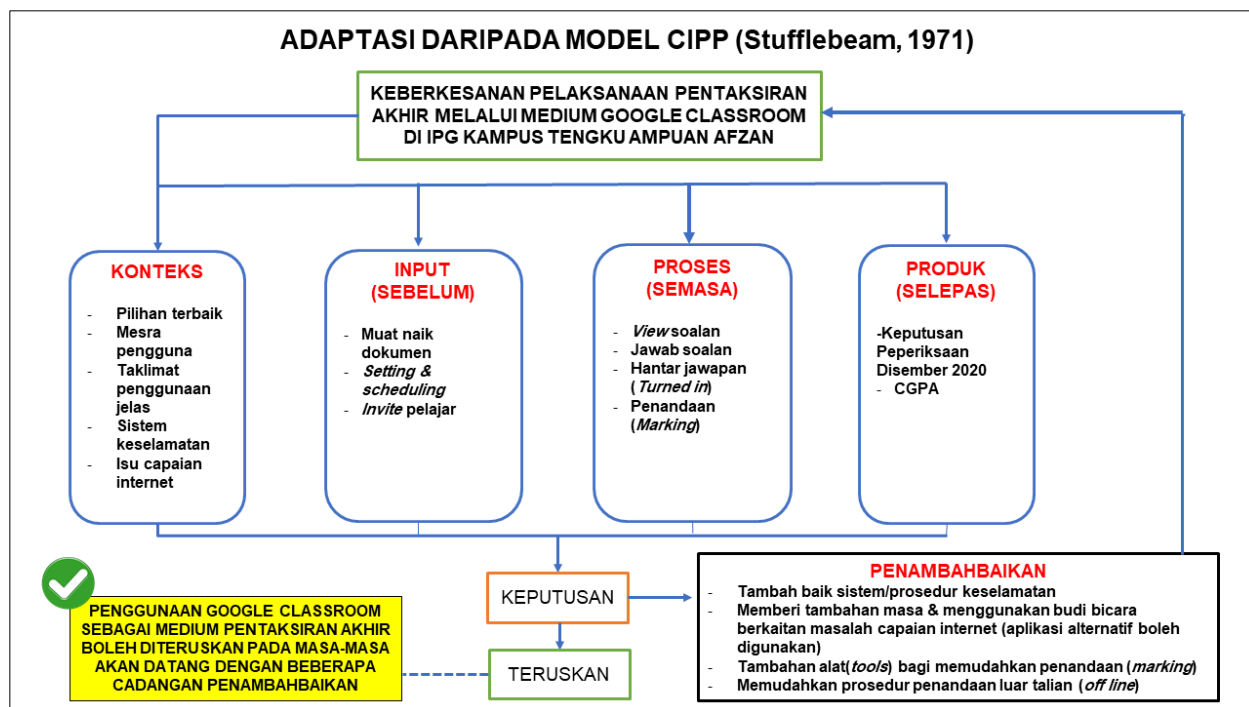 ADAPTASI DARIPADA MODEL CIPP (Stufflebeam, 1971)
KEBERKESANAN PELAKSANAAN PENTAKSIRAN
AKHIR MELALUI MEDIUM GOOGLE CLASSROOM
DI IPG KAMPUS TENGKU AMPUAN AFZAN
KONTEKS
- Pilihan terbaik
- Mesra
pengguna
- Taklimat
penggunaan
jelas
- Sistem
keselamatan
- Isu capaian
internet
INPUT
(SEBELUM)
- Muat naik
dokumen
- Setting &
scheduling
- Invite pelajar
PROSES
(SEMASA)
- View soalan
- Jawab soalan
- Hantar jawapan
(Turned in)
- Penandaan
(Marking)
PRODUK
(SELEPAS)
-Keputusan
Peperiksaan
Disember 2020
- CGPA
KEPUTUSAN
TERUSKAN
PENGGUNAAN GOOGLE CLASSROOM
SEBAGAI MEDIUM PENTAKSIRAN AKHIR
BOLEH DITERUSKAN PADA MASA-MASA
AKAN DATANG DENGAN BEBERAPA
CADANGAN PENAMBAHBAIKAN
PENAMBAHBAIKAN
- Tambah baik sistem/prosedur keselamatan
- Memberi tambahan masa & menggunakan budi bicara
berkaitan masalah capaian internet (aplikasi alternatif boleh
digunakan)
- Tambahan alat(tools) bagi memudahkan penandaan (marking)
- Memudahkan prosedur penandaan luar talian (off line)